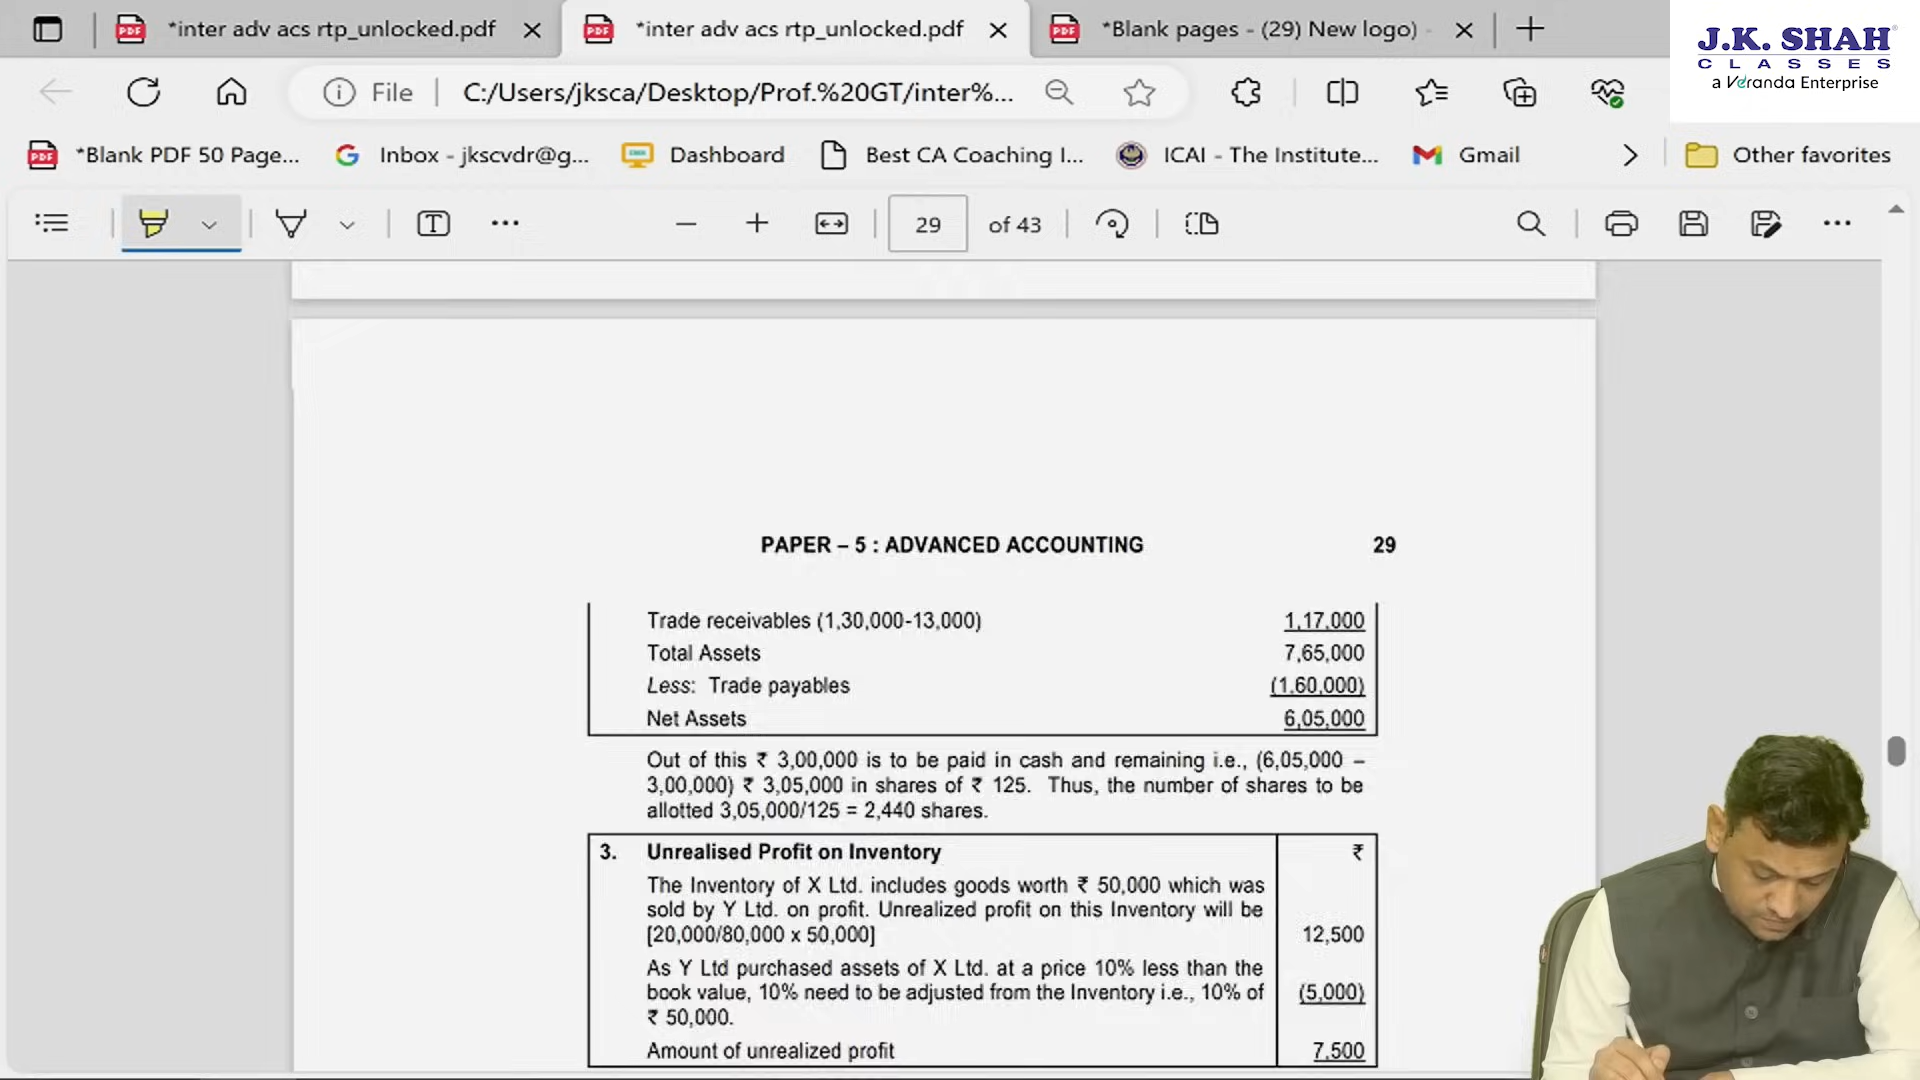 *inter adv acs rtp_unlocked.pdf
*inter adv acs rtp_unlocked.pdf
*Blank pages - (29) New logo) -
J.K. SHAH
CLASSES
a Veranda Enterprise
File
C:/Users/jksca/Desktop/Prof.%20GT/inter%...
*Blank PDF 50 Page...
Inbox - jkscvdr@g...
Dashboard
Best CA Coaching I...
ICAI - The Institute...
Gmail
Other favorites
29 of 43
PAPER – 5 : ADVANCED ACCOUNTING 29
Trade receivables (1,30,000-13,000) 1,17,000
Total Assets 7,65,000
Less: Trade payables (1,60,000)
Net Assets 6,05,000
Out of this ₹ 3,00,000 is to be paid in cash and remaining i.e., (6,05,000 –
3,00,000) ₹ 3,05,000 in shares of ₹ 125. Thus, the number of shares to be
allotted 3,05,000/125 = 2,440 shares.
3. Unrealised Profit on Inventory ₹
The Inventory of X Ltd. includes goods worth ₹ 50,000 which was
sold by Y Ltd. on profit. Unrealized profit on this Inventory will be
[20,000/80,000 x 50,000] 12,500
As Y Ltd purchased assets of X Ltd. at a price 10% less than the
book value, 10% need to be adjusted from the Inventory i.e., 10% of (5,000)
₹ 50,000.
Amount of unrealized profit 7,500